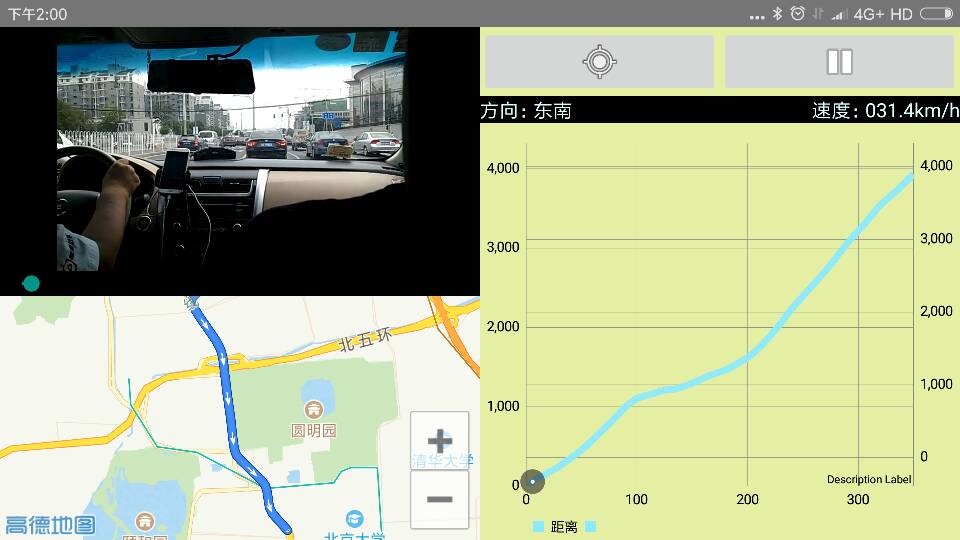 下午2:00
... 4G+ HD
方向: 东南
速度: 031.4km/h
4,000
3,000
2,000
1,000
0
4,000
3,000
2,000
1,000
0
Description Label
0 100 200 300
距离
北五环
圆明园
清华大学
北京大学
颐和园
高德地图